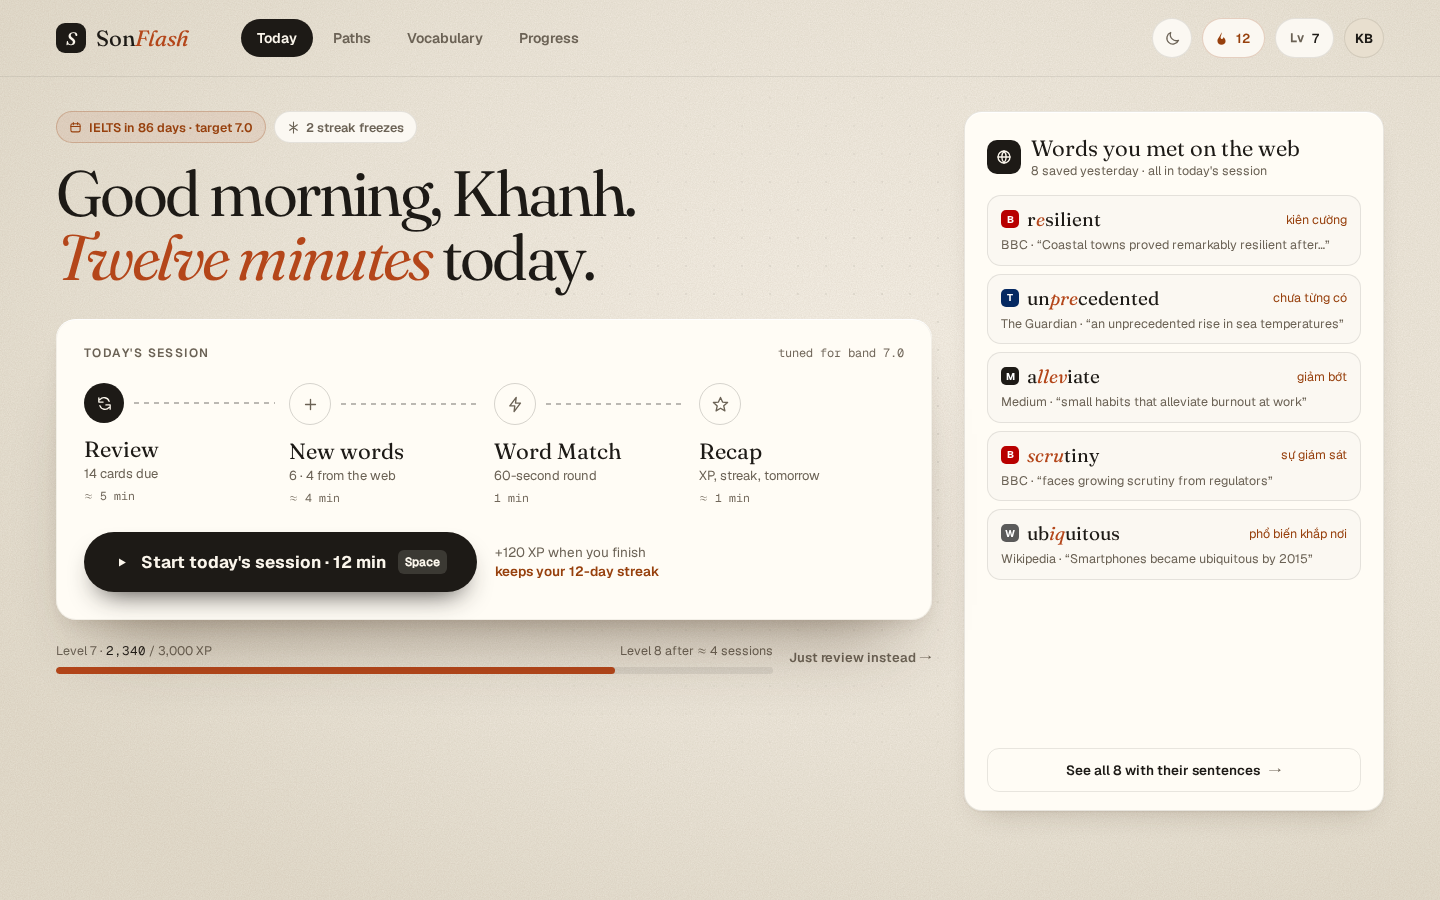 S SonFlash Today Paths Vocabulary Progress 12 Lv 7 KB
IELTS in 86 days · target 7.0 2 streak freezes
Good morning, Khanh.
Twelve minutes today.
TODAY'S SESSION tuned for band 7.0
Review New words Word Match Recap
14 cards due 6 · 4 from the web 60-second round XP, streak, tomorrow
≈ 5 min ≈ 4 min 1 min ≈ 1 min
Start today's session · 12 min Space
+120 XP when you finish
keeps your 12-day streak
Level 7 · 2,340 / 3,000 XP Level 8 after ≈ 4 sessions
Just review instead →
Words you met on the web
8 saved yesterday · all in today's session
B resilient kiên cường
BBC · “Coastal towns proved remarkably resilient after…”
T unprecedented chưa từng có
The Guardian · “an unprecedented rise in sea temperatures”
M alleviate giảm bớt
Medium · “small habits that alleviate burnout at work”
B scrutiny sự giám sát
BBC · “faces growing scrutiny from regulators”
W ubiquitous phổ biến khắp nơi
Wikipedia · “Smartphones became ubiquitous by 2015”
See all 8 with their sentences →